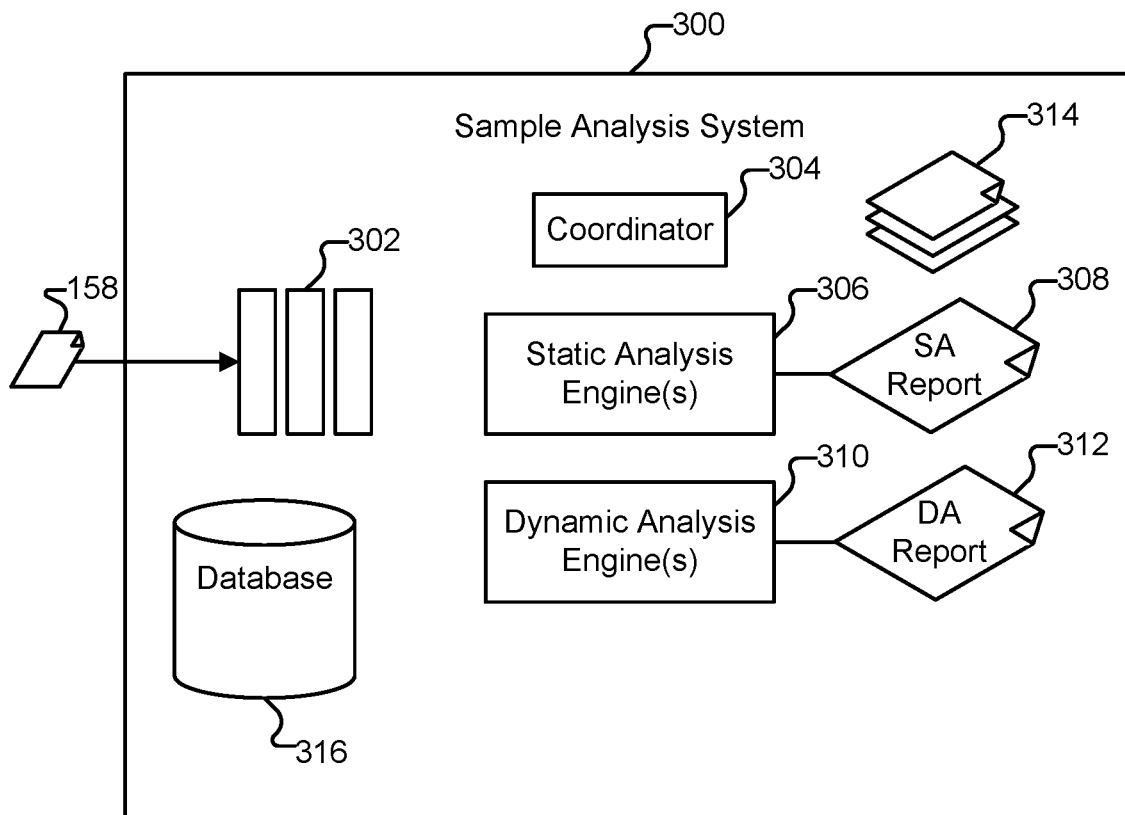 300
Sample Analysis System
314
304
Coordinator
302
158
306
308
Static Analysis
Engine(s)
SA
Report
310
312
Dynamic Analysis
Engine(s)
DA
Report
Database
316